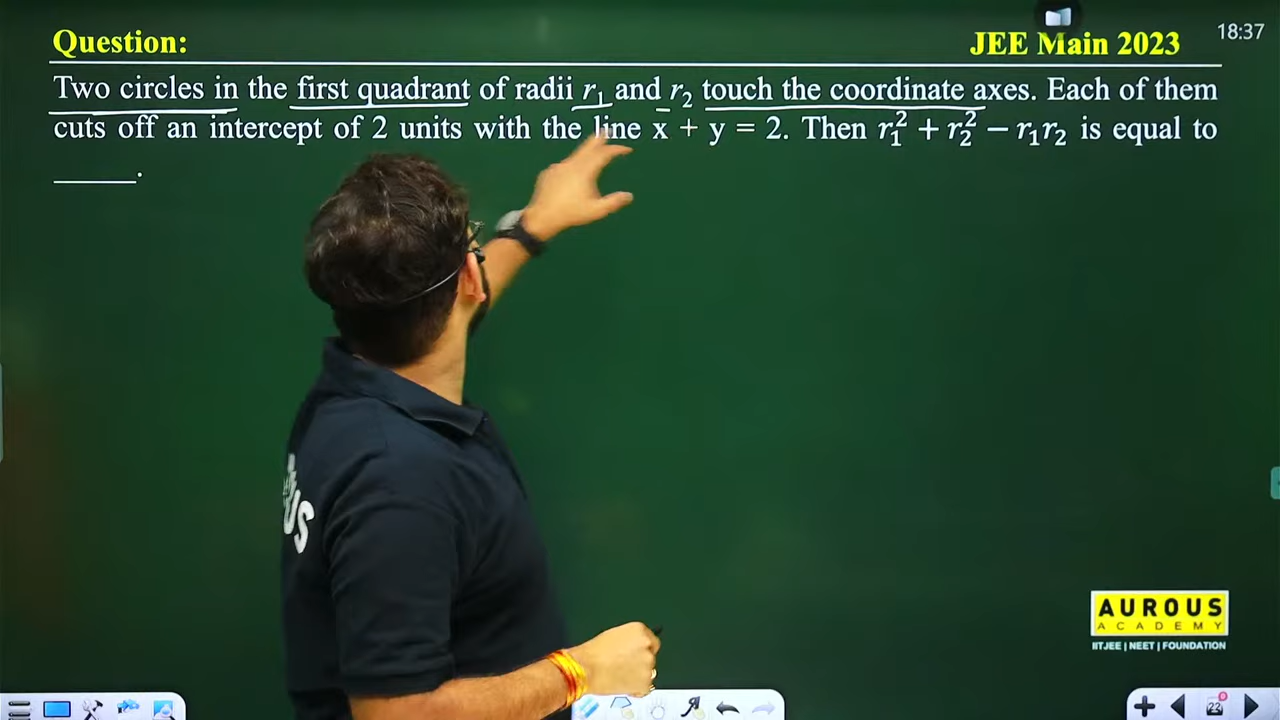 18:37
Question:
JEE Main 2023
Two circles in the first quadrant of radii r₁ and r₂ touch the coordinate axes. Each of them
cuts off an intercept of 2 units with the line x + y = 2. Then r₁² + r₂² − r₁r₂ is equal to
______.
US
AUROUS
ACADEMY
IITJEE | NEET | FOUNDATION
22